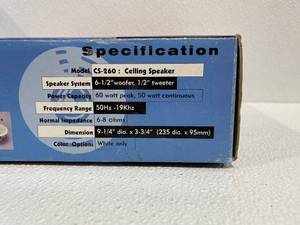 Specification
Model CS-260 : Ceiling Speaker
Speaker System 6-1/2"woofer, 1/2" tweeter
Power Capacity 60 watt peak, 50 watt continuous
Frequency Range 50Hz -19Khz
Normal Impedance 6-8 Ohms
Dimension 9-1/4" dia. x 3-3/4" (235 dia. x 95mm)
Color Options White only